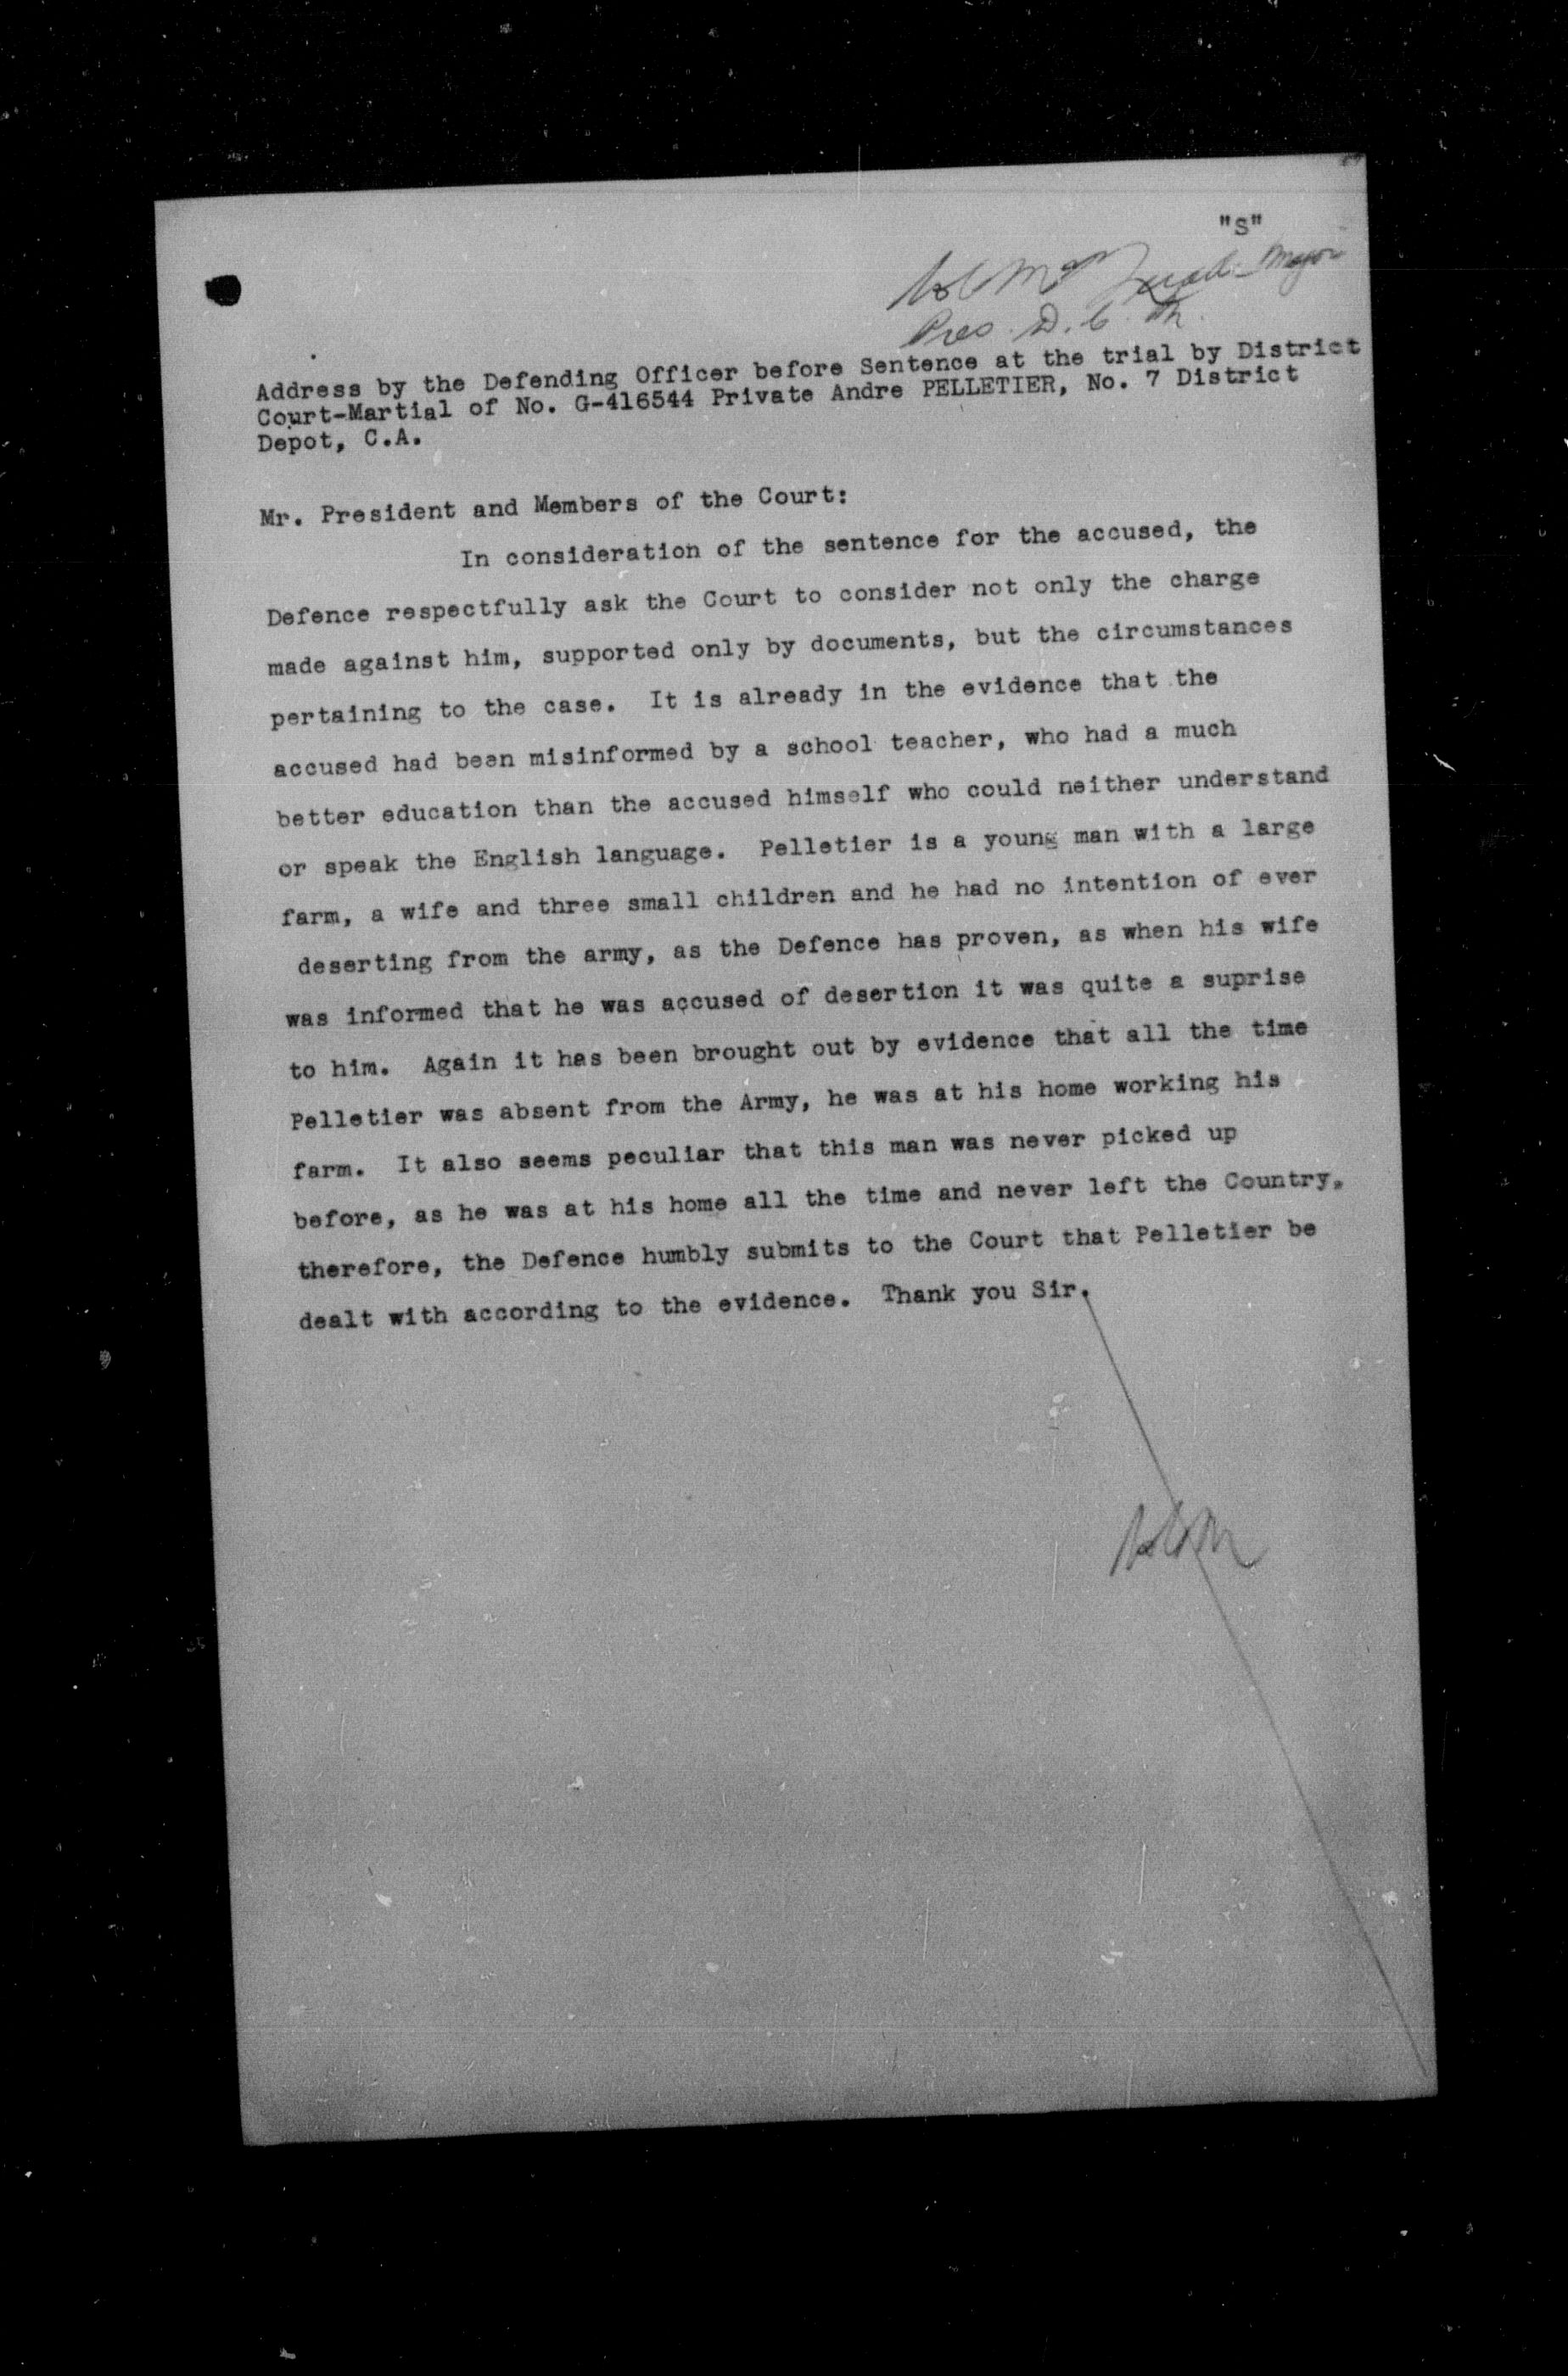 "S"
Major
Pres. D. C. M.
Address by the Defending Officer before Sentence at the trial by District
Court-Martial of No. G-416544 Private Andre PELLETIER, No. 7 District
Depot, C.A.
Mr. President and Members of the Court:
In consideration of the sentence for the accused, the
Defence respectfully ask the Court to consider not only the charge
made against him, supported only by documents, but the circumstances
pertaining to the case. It is already in the evidence that the
accused had been misinformed by a school teacher, who had a much
better education than the accused himself who could neither understand
or speak the English language. Pelletier is a young man with a large
farm, a wife and three small children and he had no intention of ever
deserting from the army, as the Defence has proven, as when his wife
was informed that he was accused of desertion it was quite a suprise
to him. Again it has been brought out by evidence that all the time
Pelletier was absent from the Army, he was at his home working his
farm. It also seems peculiar that this man was never picked up
before, as he was at his home all the time and never left the Country.
therefore, the Defence humbly submits to the Court that Pelletier be
dealt with according to the evidence. Thank you Sir.